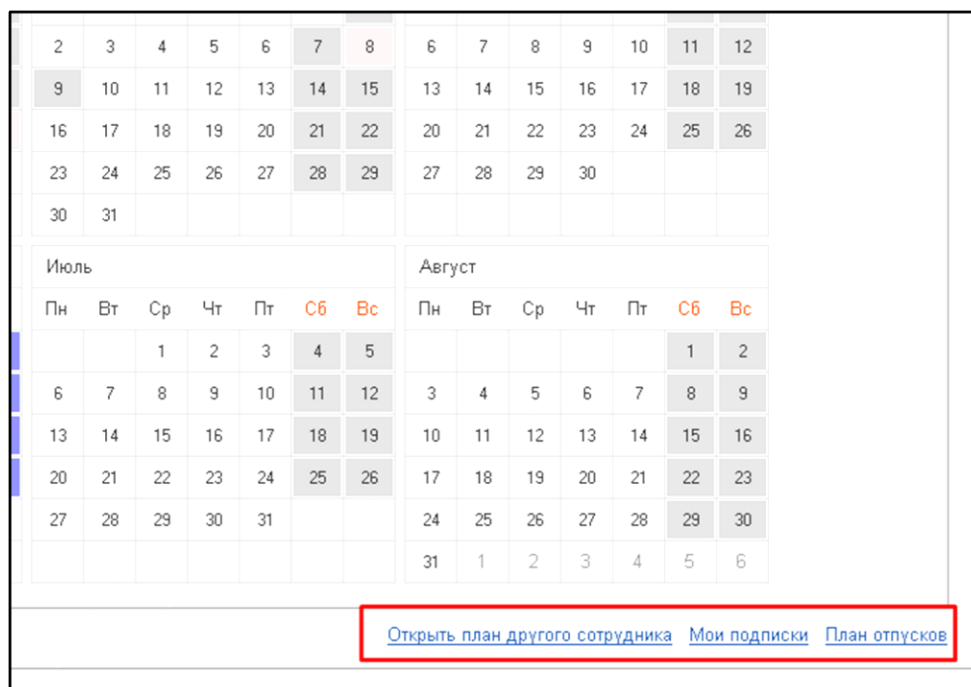 2 3 4 5 6 7 8 6 7 8 9 10 11 12
9 10 11 12 13 14 15 13 14 15 16 17 18 19
16 17 18 19 20 21 22 20 21 22 23 24 25 26
23 24 25 26 27 28 29 27 28 29 30
30 31
Июль Август
Пн Вт Ср Чт Пт Сб Вс Пн Вт Ср Чт Пт Сб Вс
1 2 3 4 5 1 2
6 7 8 9 10 11 12 3 4 5 6 7 8 9
13 14 15 16 17 18 19 10 11 12 13 14 15 16
20 21 22 23 24 25 26 17 18 19 20 21 22 23
27 28 29 30 31 24 25 26 27 28 29 30
31 1 2 3 4 5 6
Открыть план другого сотрудника Мои подписки План отпусков